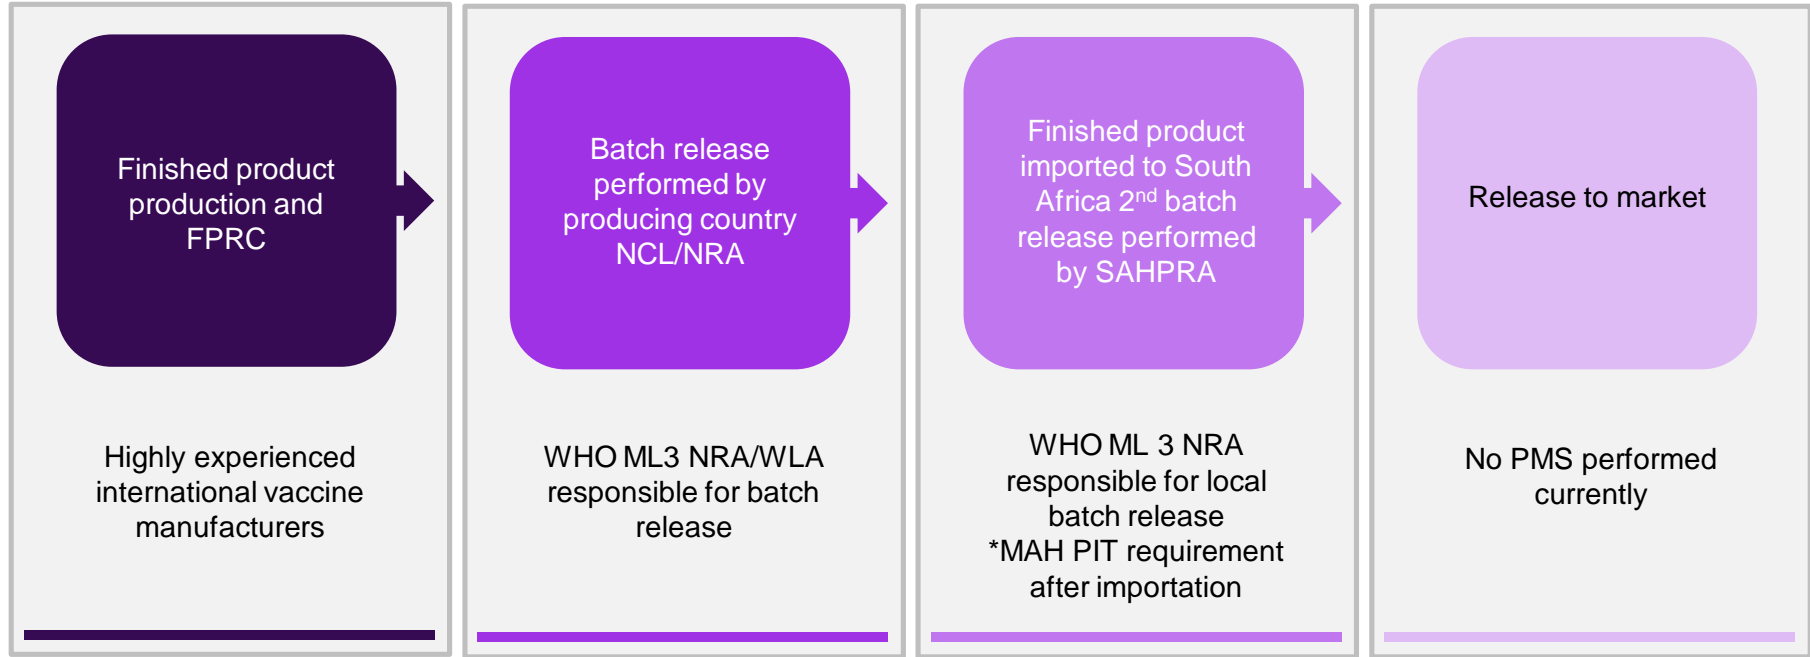 Finished product
production and
FPRC
Highly experienced
international vaccine
manufacturers
Batch release
performed by
producing country
NCL/NRA
WHO ML3 NRA/WLA
responsible for batch
release
Finished product
imported to South
Africa 2nd batch
release performed
by SAHPRA
WHO ML 3 NRA
responsible for local
batch release
*MAH PIT requirement
after importation
Release to market
No PMS performed
currently